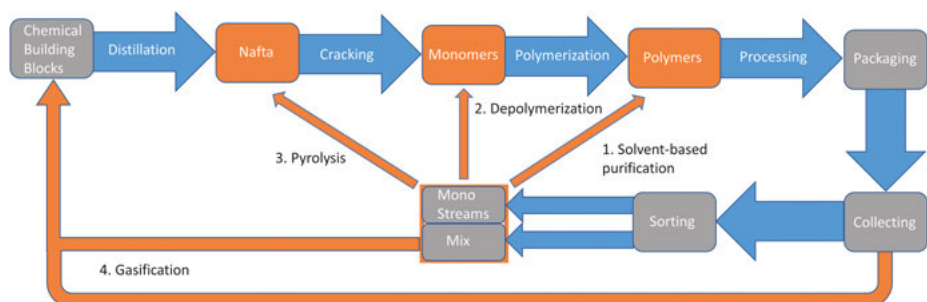 Chemical
Building
Blocks
Distillation
Nafta
Cracking
Monomers
Polymerization
Polymers
Processing
Packaging
2. Depolymerization
1. Solvent-based
purification
3. Pyrolysis
Mono
Streams
Mix
Sorting
Collecting
4. Gasification